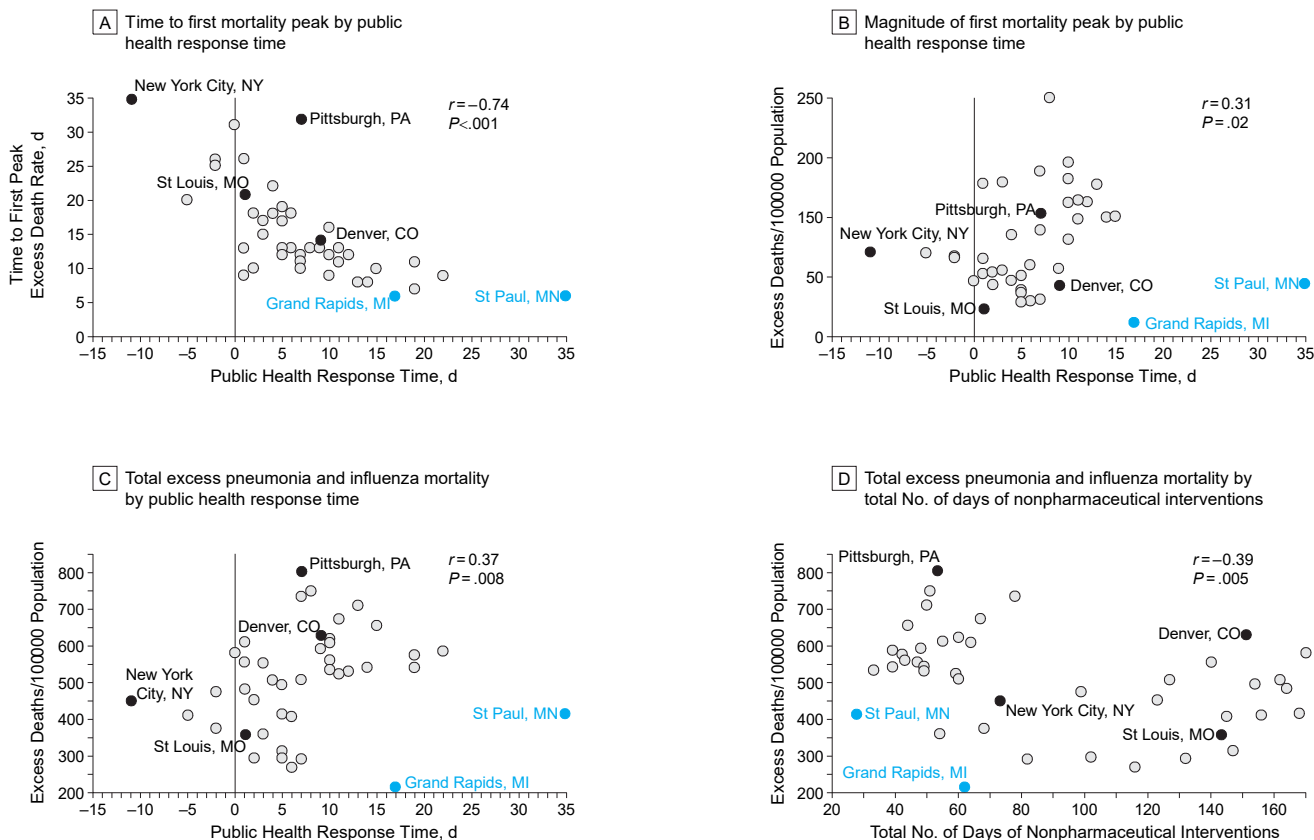 A Time to first mortality peak by public
health response time
New York City, NY
r=−0.74
P<.001
Pittsburgh, PA
St Louis, MO
Denver, CO
Grand Rapids, MI
St Paul, MN
35
30
25
20
15
10
5
0
Time to First Peak
Excess Death Rate, d
−15 −10 −5 0 5 10 15 20 25 30 35
Public Health Response Time, d
B Magnitude of first mortality peak by public
health response time
r=0.31
P=.02
Pittsburgh, PA
New York City, NY
Denver, CO
St Paul, MN
St Louis, MO
Grand Rapids, MI
250
200
150
100
50
0
Excess Deaths/100000 Population
−15 −10 −5 0 5 10 15 20 25 30 35
Public Health Response Time, d
C Total excess pneumonia and influenza mortality
by public health response time
Pittsburgh, PA
r=0.37
P=.008
Denver, CO
New York
City, NY
St Paul, MN
St Louis, MO
Grand Rapids, MI
800
700
600
500
400
300
200
Excess Deaths/100000 Population
−15 −10 −5 0 5 10 15 20 25 30 35
Public Health Response Time, d
D Total excess pneumonia and influenza mortality by
total No. of days of nonpharmaceutical interventions
Pittsburgh, PA
r=−0.39
P=.005
Denver, CO
St Paul, MN
New York City, NY
St Louis, MO
Grand Rapids, MI
800
700
600
500
400
300
200
Excess Deaths/100000 Population
20 40 60 80 100 120 140 160
Total No. of Days of Nonpharmaceutical Interventions